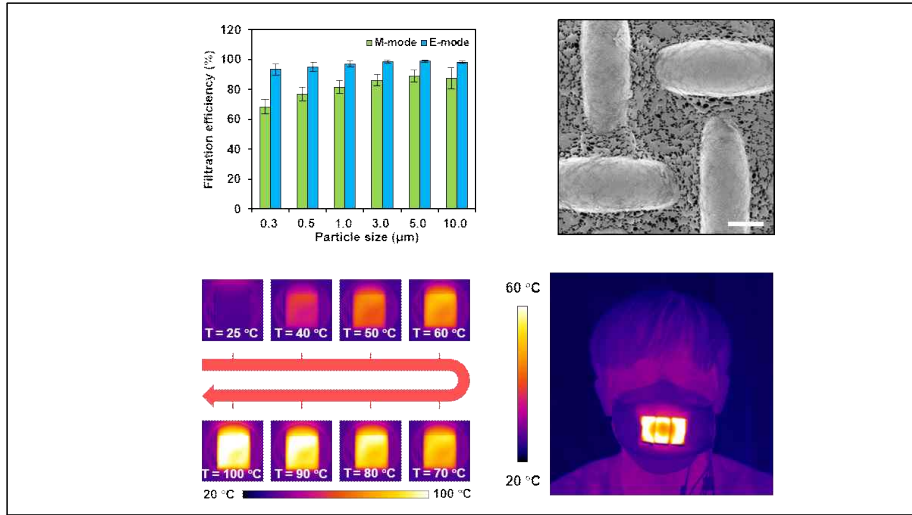 Filtration efficiency (%)
120
100
80
60
40
20
0
M-mode E-mode
0.3 0.5 1.0 3.0 5.0 10.0
Particle size (µm)
T = 25 °C T = 40 °C T = 50 °C T = 60 °C
T = 100 °C T = 90 °C T = 80 °C T = 70 °C
20 °C 100 °C
60 °C
20 °C